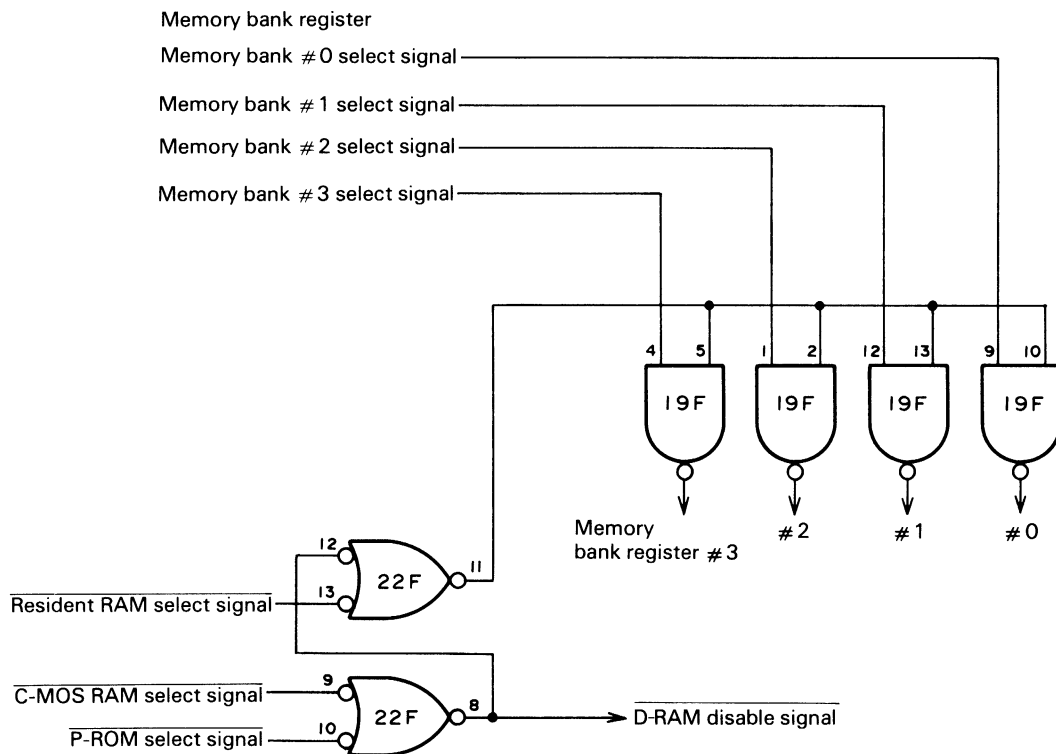 Memory bank register
Memory bank #0 select signal
Memory bank #1 select signal
Memory bank #2 select signal
Memory bank #3 select signal
4 5 1 2 12 13 9 10
19F 19F 19F 19F
Memory
bank register #3
#2 #1 #0
12
11
22F
13
Resident RAM select signal
9
C-MOS RAM select signal
8
22F
D-RAM disable signal
10
P-ROM select signal